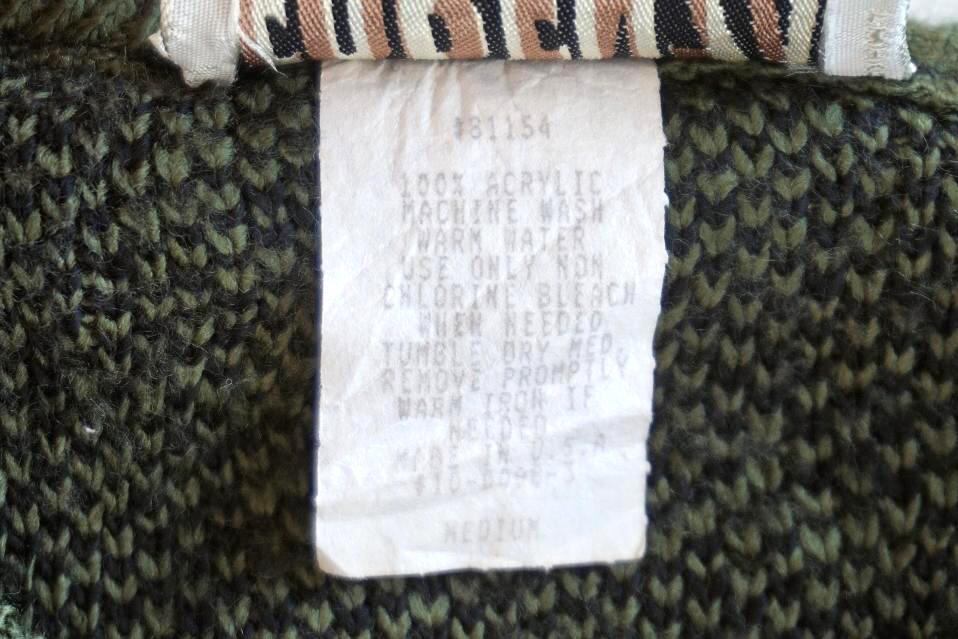 #81154
100% ACRYLIC
MACHINE WASH
WARM WATER
USE ONLY NON
CHLORINE BLEACH
WHEN NEEDED
TUMBLE DRY MED.
REMOVE PROMPTLY
WARM IRON IF
NEEDED
MADE IN U.S.A
MEDIUM